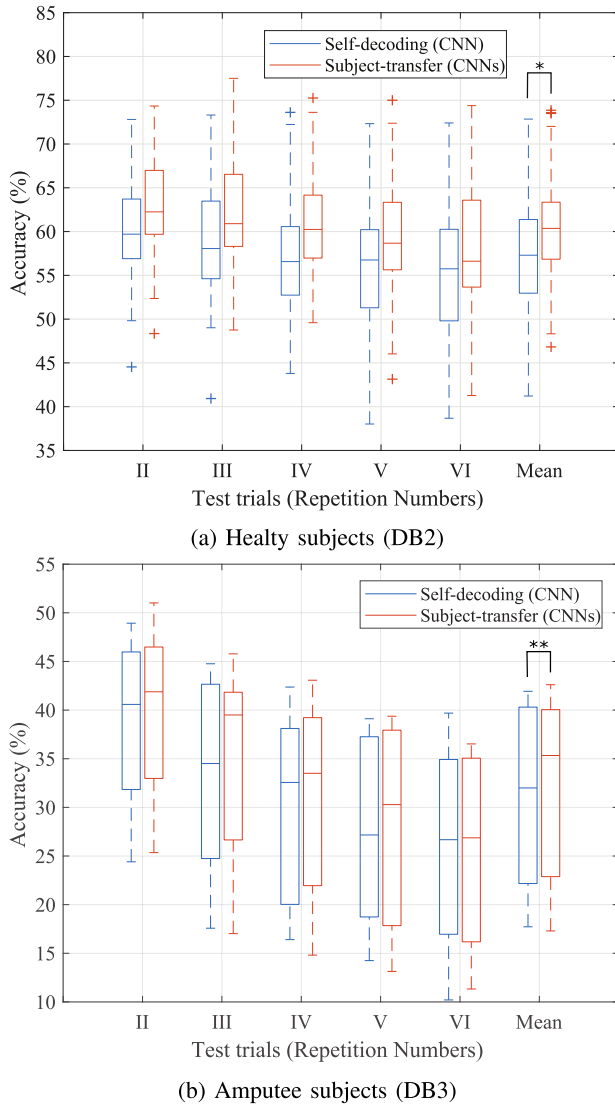 85
80
75
70
65
60
55
50
45
40
35
Accuracy (%)
Self-decoding (CNN)
Subject-transfer (CNNs)
*
II III IV V VI Mean
Test trials (Repetition Numbers)
(a) Healty subjects (DB2)
55
50
45
40
35
30
25
20
15
10
Accuracy (%)
Self-decoding (CNN)
Subject-transfer (CNNs)
**
II III IV V VI Mean
Test trials (Repetition Numbers)
(b) Amputee subjects (DB3)